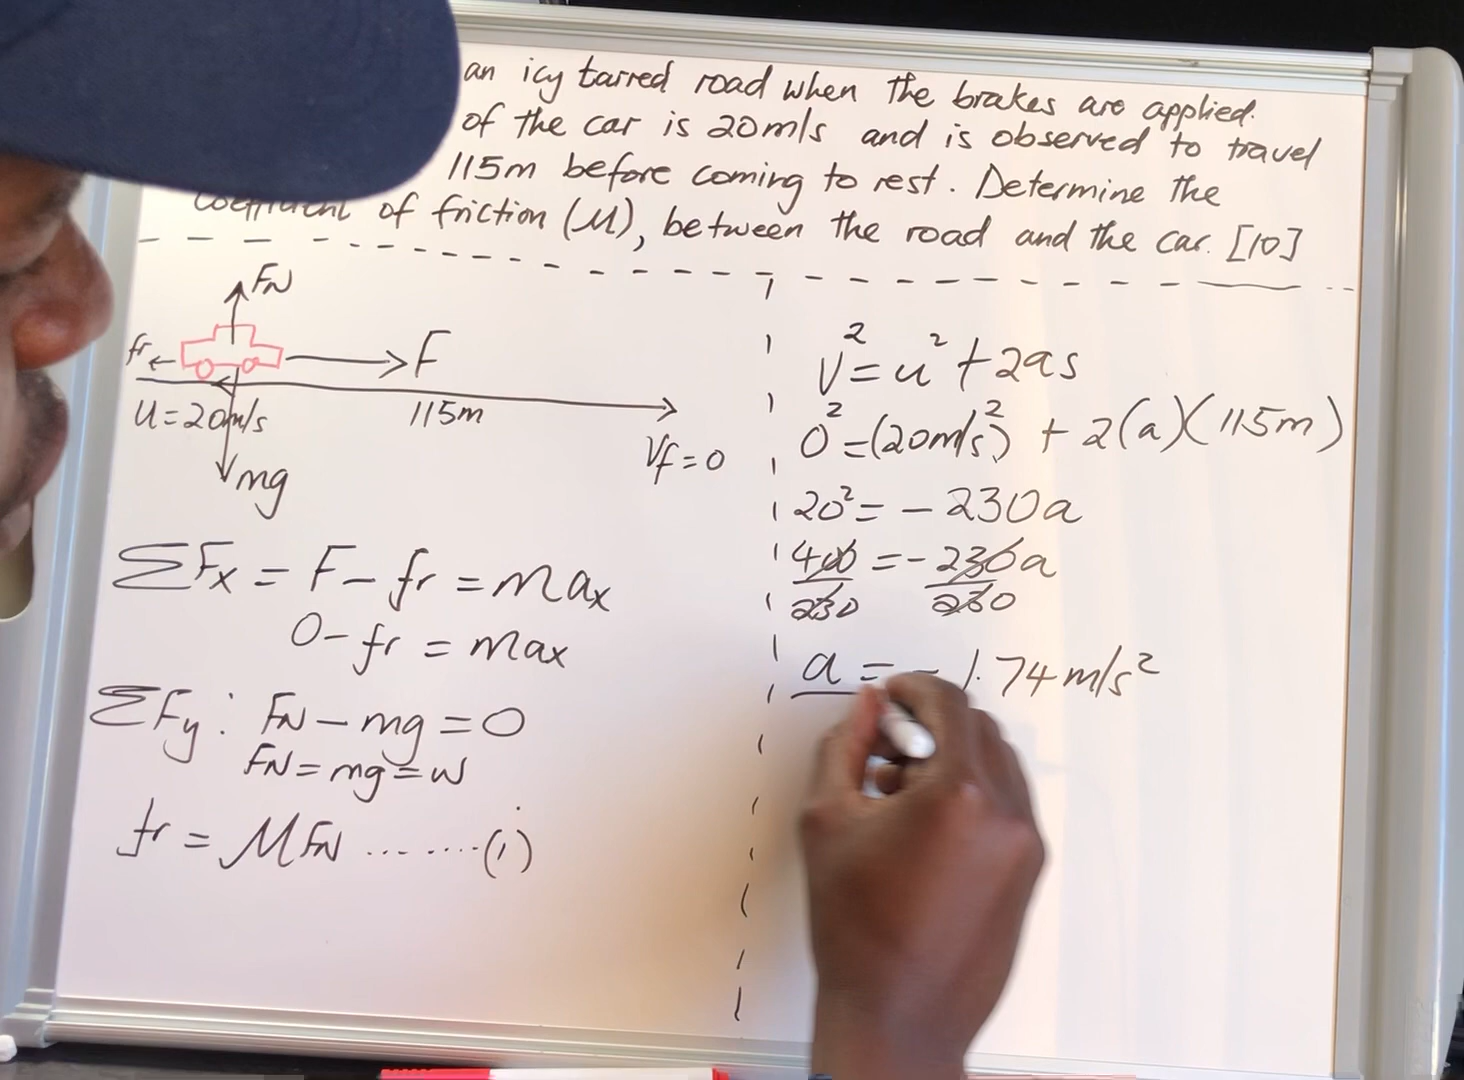 an icy tarred road when the brakes are applied.
of the car is 20m/s and is observed to travel
115m before coming to rest. Determine the
coefficient of friction (μ), between the road and the car. [10]
FN
fr
F
U = 20m/s
115m
Vf = 0
mg
ΣFx = F - fr = max
0 - fr = max
ΣFy : FN - mg = 0
FN = mg = w
fr = μFN ........(i)
v² = u² + 2as
0² = (20m/s)² + 2(a)(115m)
20² = - 230a
400 = - 230a
230 230
a = - 1.74 m/s²